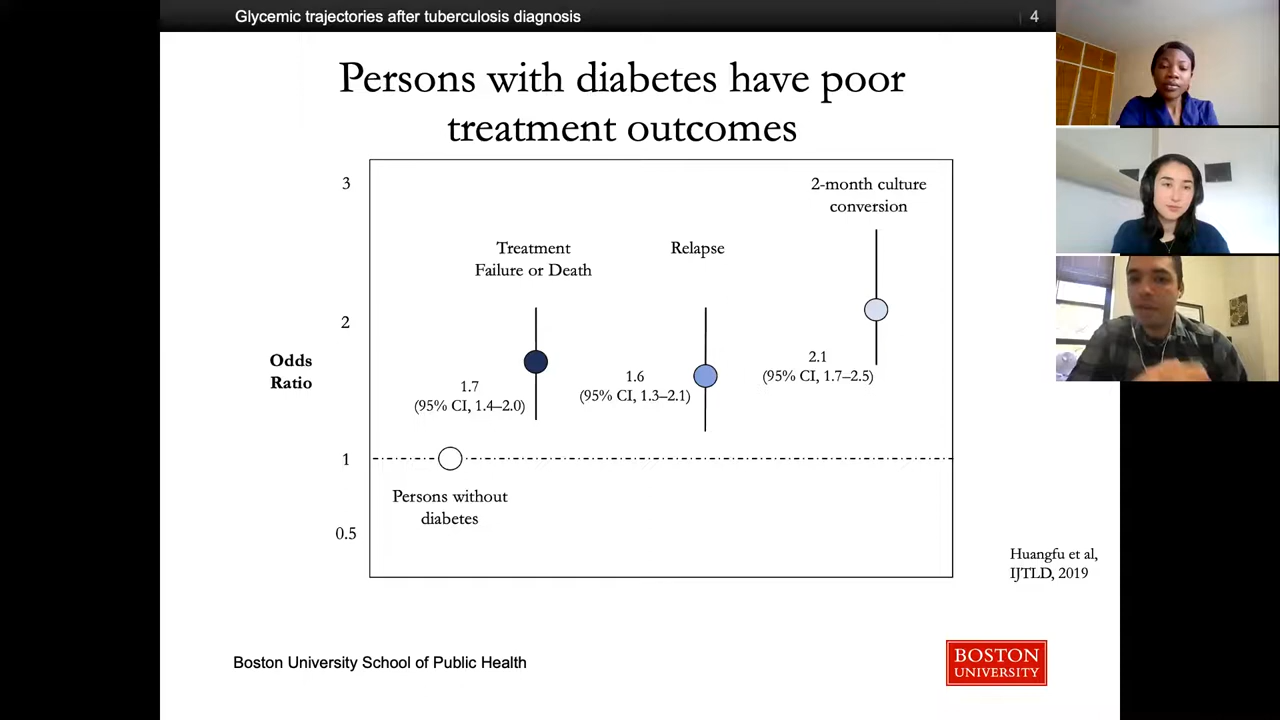 Glycemic trajectories after tuberculosis diagnosis | 4
Persons with diabetes have poor
treatment outcomes
3
2-month culture
conversion
Treatment
Failure or Death
Relapse
2
Odds
Ratio
1.7
(95% CI, 1.4–2.0)
1.6
(95% CI, 1.3–2.1)
2.1
(95% CI, 1.7–2.5)
1
Persons without
diabetes
0.5
Huangfu et al,
IJTLD, 2019
Boston University School of Public Health
BOSTON
UNIVERSITY